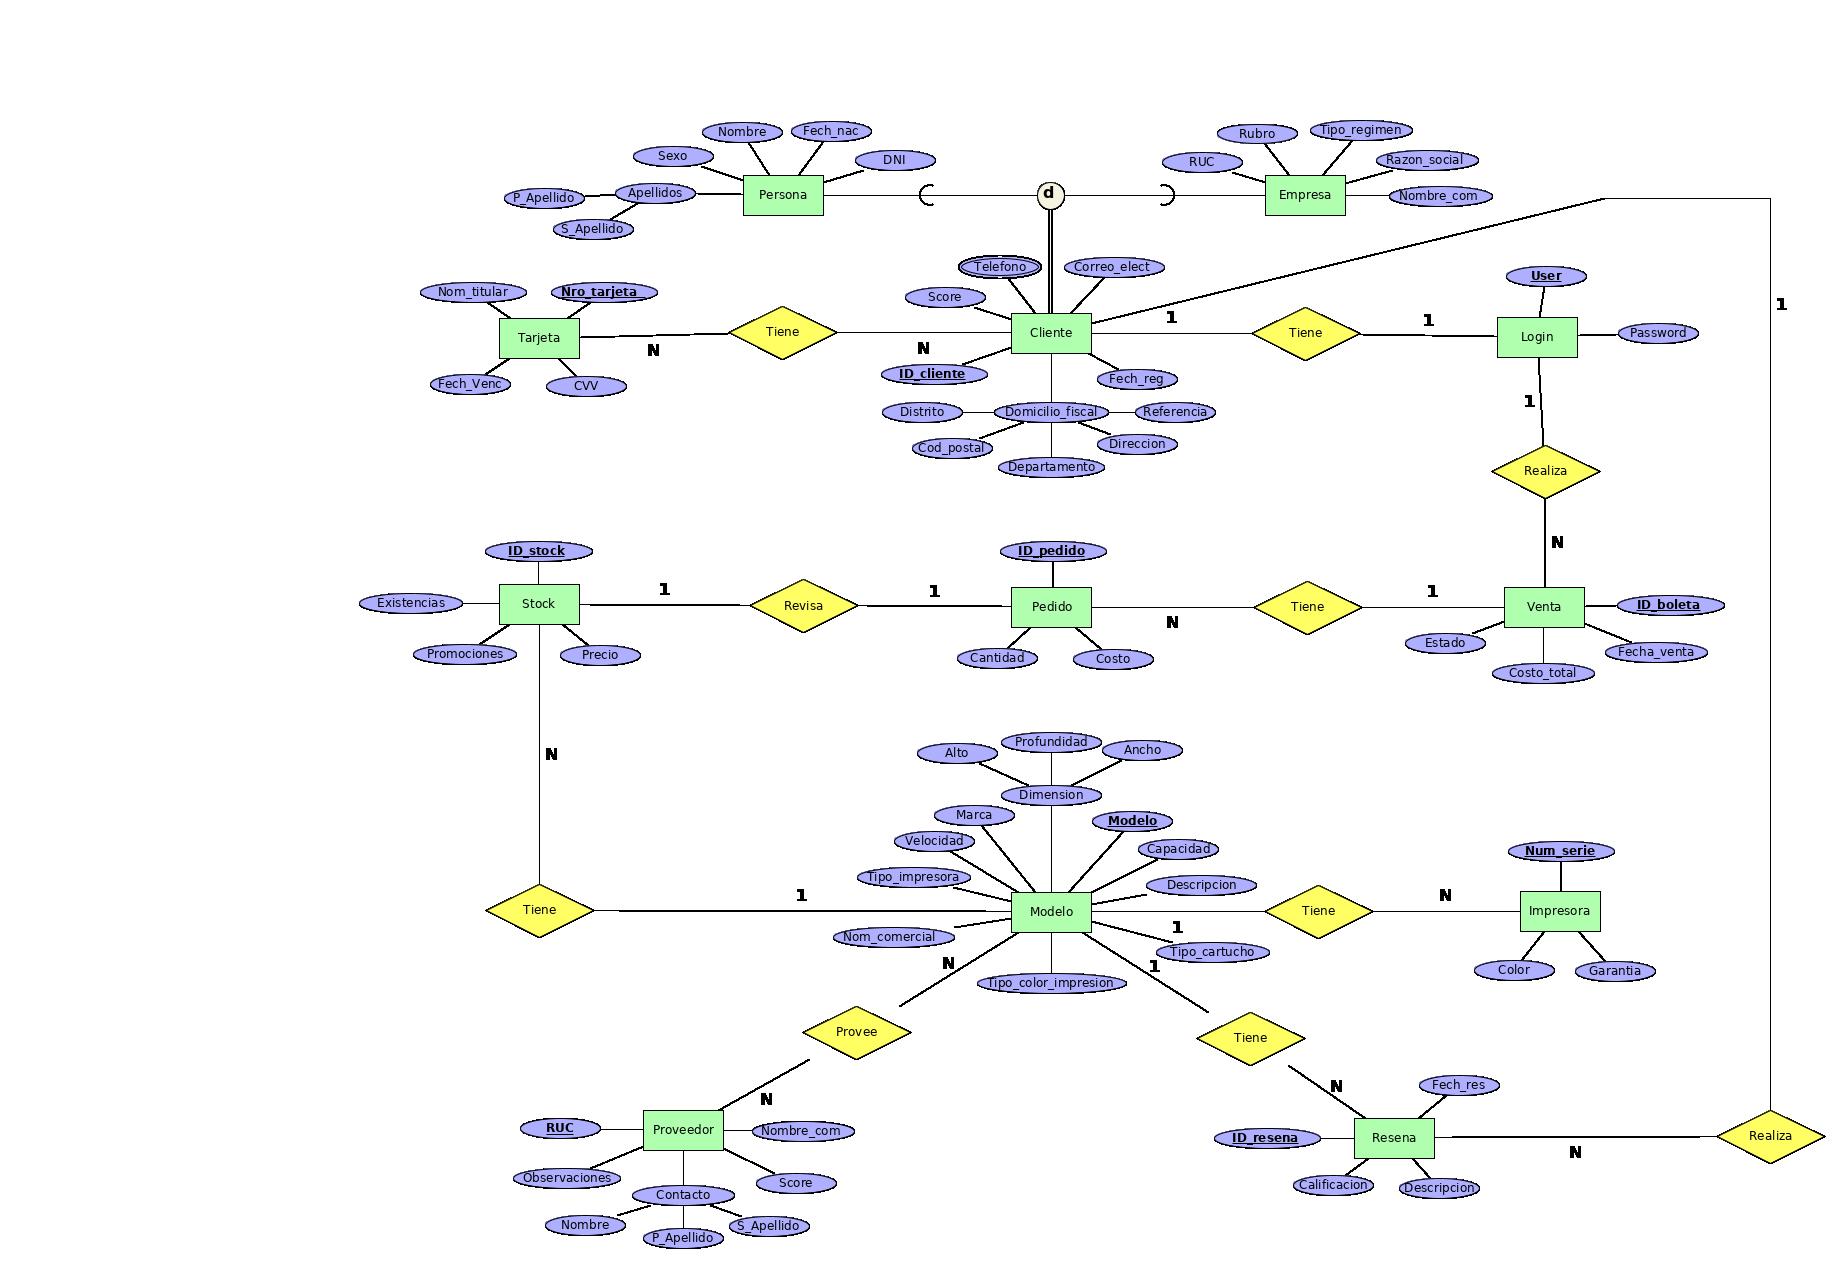 Nombre
Fech_nac
Rubro
Tipo_regimen
Sexo
DNI
RUC
Razon_social
Persona
d
Empresa
P_Apellido
Apellidos
Nombre_com
S_Apellido
Telefono
Correo_elect
User
Nom_titular
Nro_tarjeta
Score
1
Tarjeta
Tiene
Cliente
1
Tiene
1
Login
Password
N
N
ID_cliente
Fech_reg
Fech_Venc
CVV
1
Distrito
Domicilio_fiscal
Referencia
Cod_postal
Direccion
Departamento
Realiza
N
ID_stock
ID_pedido
Existencias
Stock
1
Revisa
1
Pedido
N
Tiene
1
Venta
ID_boleta
Promociones
Precio
Cantidad
Costo
Estado
Costo_total
Fecha_venta
N
Alto
Profundidad
Ancho
Dimension
Marca
Modelo
Velocidad
Capacidad
Num_serie
Tipo_impresora
Descripcion
Tiene
1
Modelo
Tiene
N
Impresora
Nom_comercial
1
Tipo_cartucho
N
1
Tipo_color_impresion
Color
Garantia
Provee
Tiene
N
N
Fech_res
RUC
Proveedor
Nombre_com
ID_resena
Resena
N
Realiza
Observaciones
Score
Calificacion
Descripcion
Contacto
Nombre
P_Apellido
S_Apellido